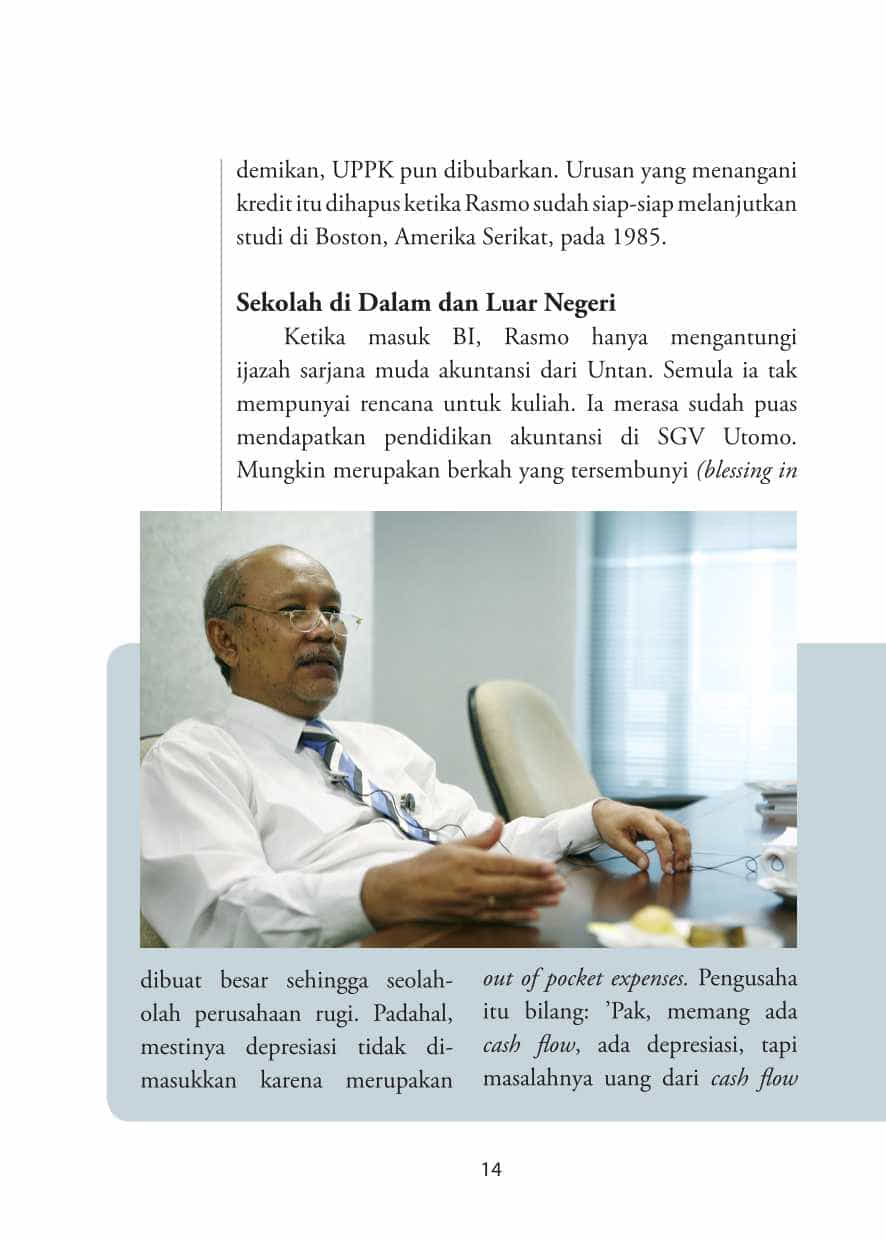 demikan, UPPK pun dibubarkan. Urusan yang menangani
kredit itu dihapus ketika Rasmo sudah siap-siap melanjutkan
studi di Boston, Amerika Serikat, pada 1985.
Sekolah di Dalam dan Luar Negeri
Ketika masuk BI, Rasmo hanya mengantungi
ijazah sarjana muda akuntansi dari Untan. Semula ia tak
mempunyai rencana untuk kuliah. Ia merasa sudah puas
mendapatkan pendidikan akuntansi di SGV Utomo.
Mungkin merupakan berkah yang tersembunyi (blessing in
dibuat besar sehingga seolah-
olah perusahaan rugi. Padahal,
mestinya depresiasi tidak di-
masukkan karena merupakan
out of pocket expenses. Pengusaha
itu bilang: ’Pak, memang ada
cash flow, ada depresiasi, tapi
masalahnya uang dari cash flow
14